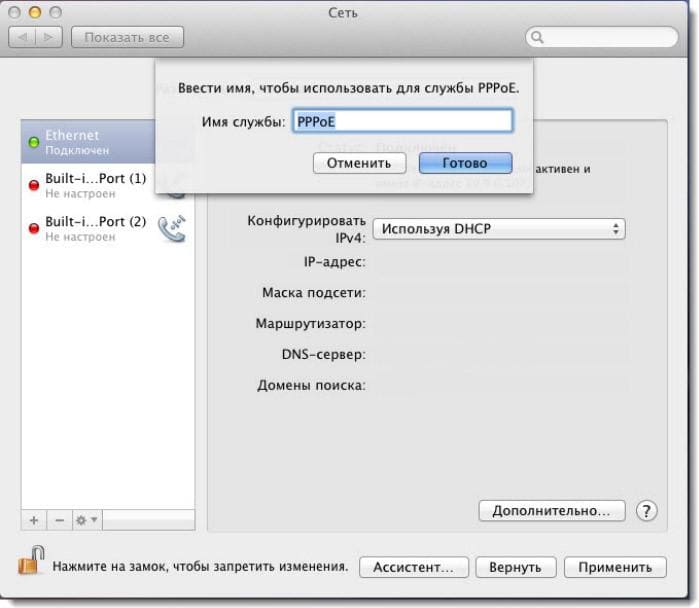 Сеть
Показать все
Ввести имя, чтобы использовать для службы PPPoE.
Имя службы: PPPoE
Отменить Готово
Ethernet
Подключен
Статус: Подключен
активен и
Built-i...Port (1)
Не настроен
Built-i...Port (2)
Не настроен
Конфигурировать
IPv4: Используя DHCP
IP-адрес:
Маска подсети:
Маршрутизатор:
DNS-сервер:
Домены поиска:
Дополнительно... ?
+ −
Нажмите на замок, чтобы запретить изменения. Ассистент... Вернуть Применить